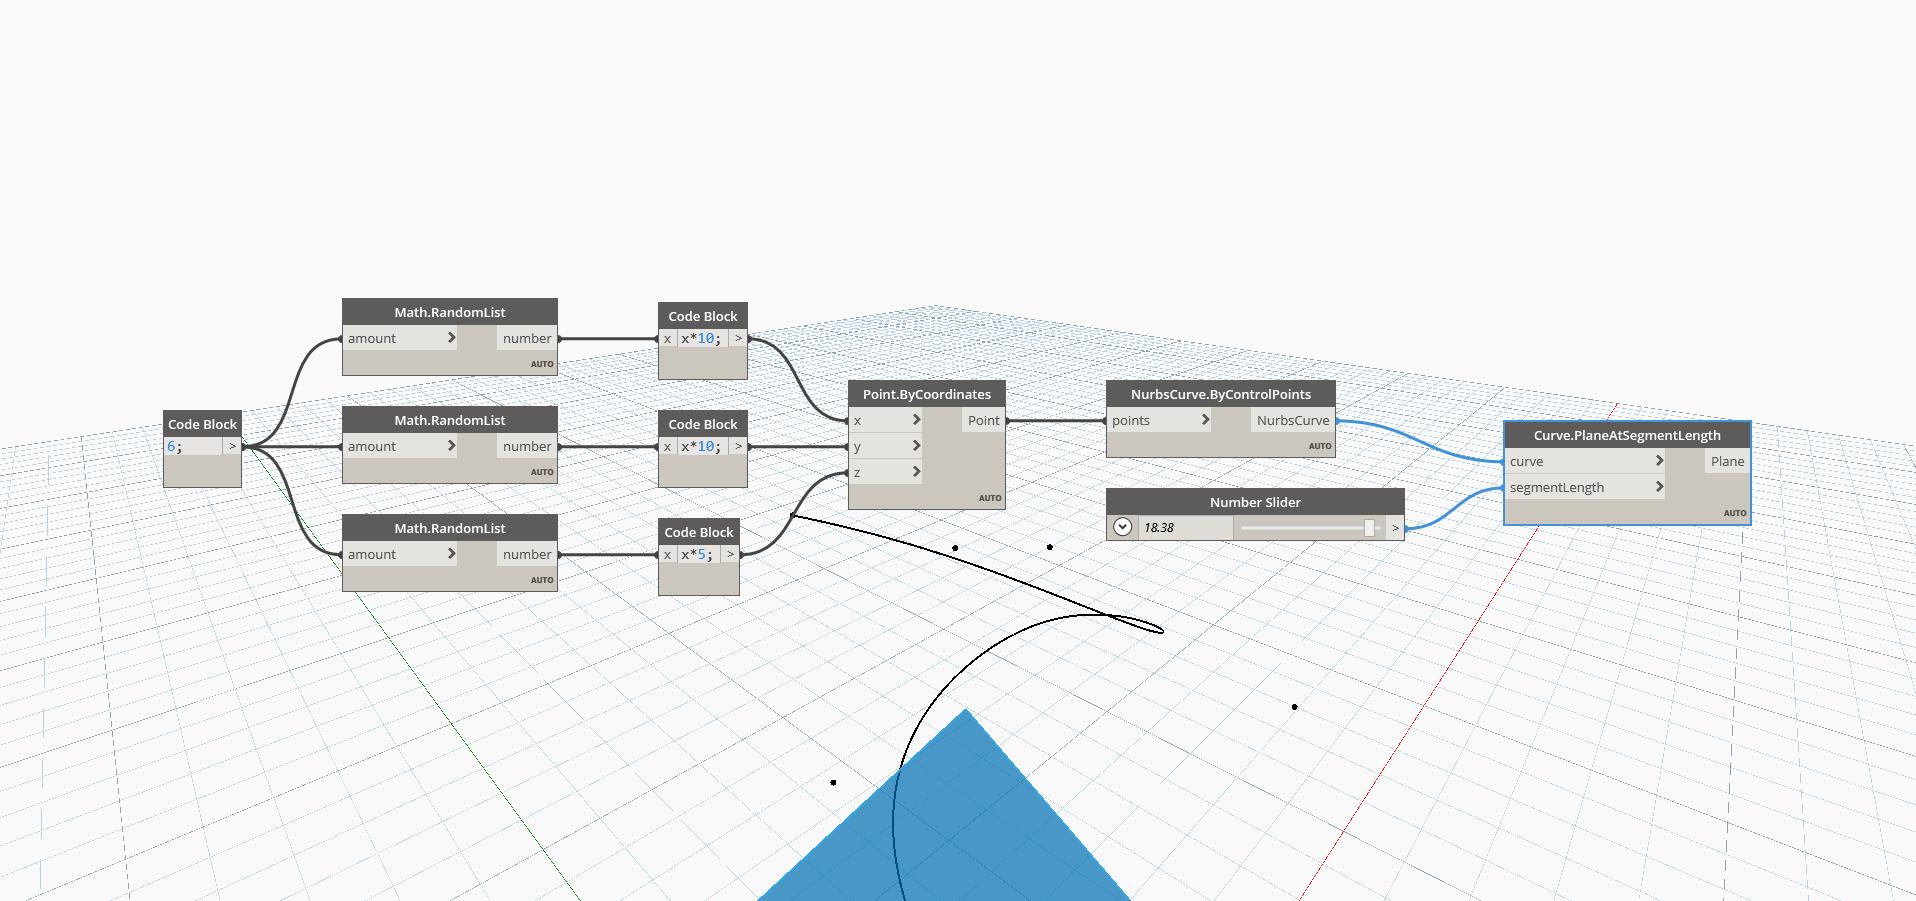 Code Block
6; >
Math.RandomList
amount > number
AUTO
Math.RandomList
amount > number
AUTO
Math.RandomList
amount > number
AUTO
Code Block
x x*10; >
Code Block
x x*10; >
Code Block
x x*5; >
Point.ByCoordinates
x > Point
y >
z >
AUTO
NurbsCurve.ByControlPoints
points > NurbsCurve
AUTO
Number Slider
18.38 >
Curve.PlaneAtSegmentLength
curve > Plane
segmentLength >
AUTO